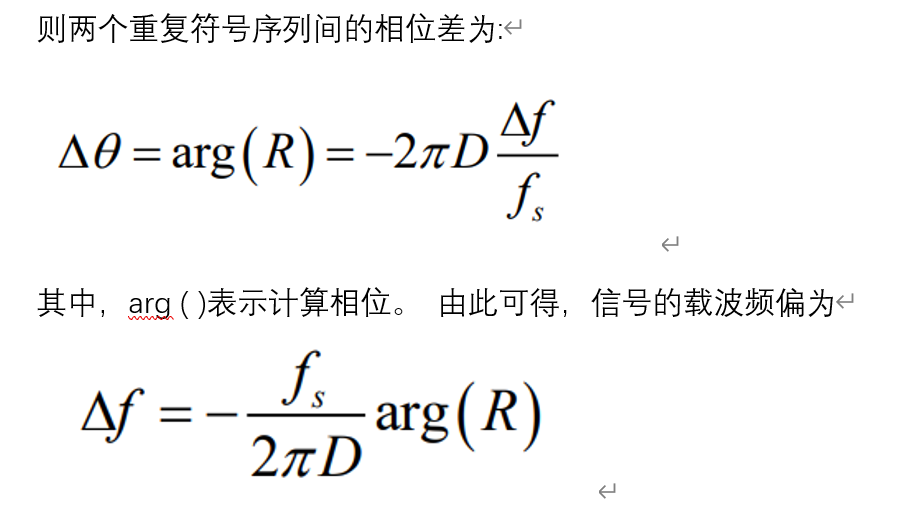 则两个重复符号序列间的相位差为:↵
Δθ = arg(R) = −2πD Δf/f_s
↵
其中，arg ( )表示计算相位。 由此可得，信号的载波频偏为↵
Δf = − f_s/2πD arg(R)
↵